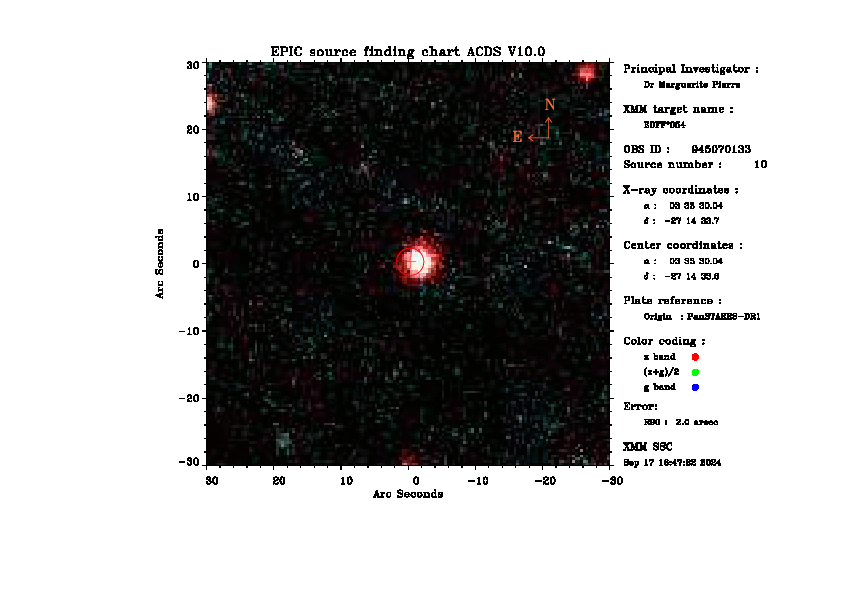 EPIC source finding chart ACDS V10.0
Principal Investigator :
Dr Marguerite Pierre
XMM target name :
OBS ID : 945070133
Source number : 10
X-ray coordinates :
α : 03 35 30.04
δ : -27 14 33.7
Center coordinates :
α : 03 35 30.04
δ : -27 14 33.6
Plate reference :
Origin : PanSTARRS-DR1
Color coding :
z band
(z+g)/2
g band
Error:
R90 : 2.0 arsec
XMM SSC
Sep 17 2024
N
E
30
20
10
0
-10
-20
-30
Arc Seconds
30 20 10 0 -10 -20 -30
Arc Seconds